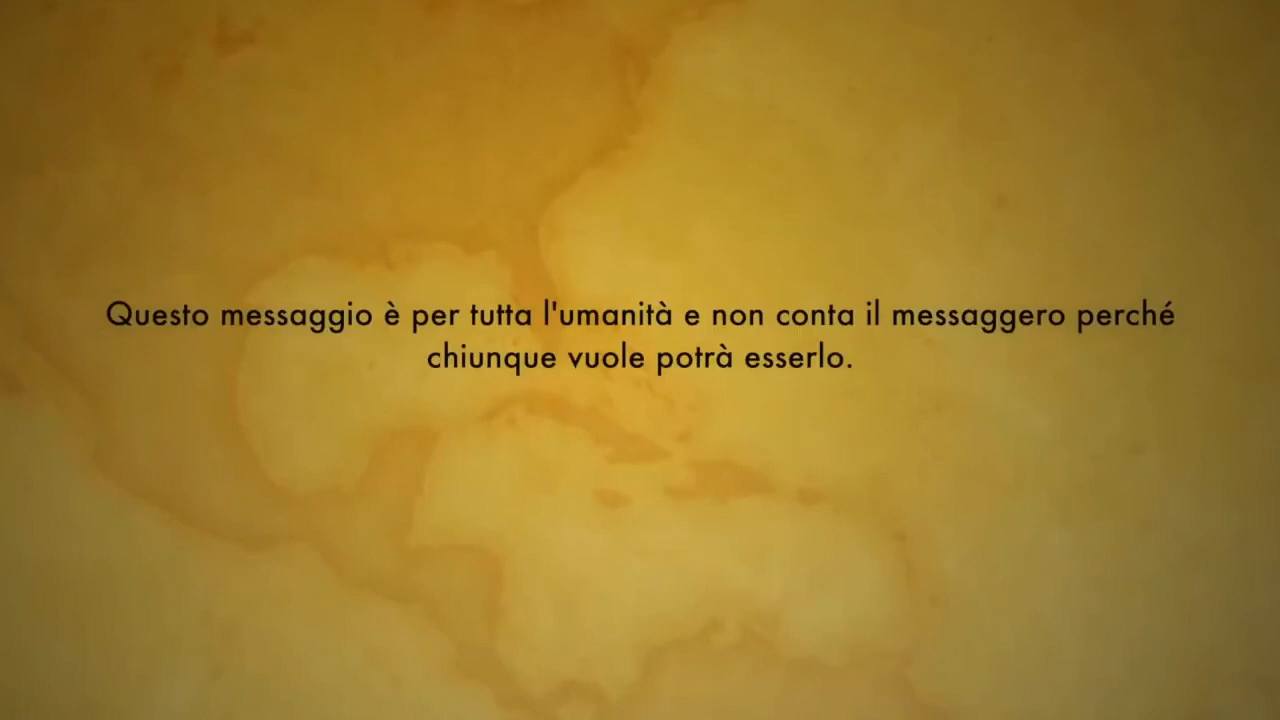 Questo messaggio è per tutta l'umanità e non conta il messaggero perché
chiunque vuole potrà esserlo.